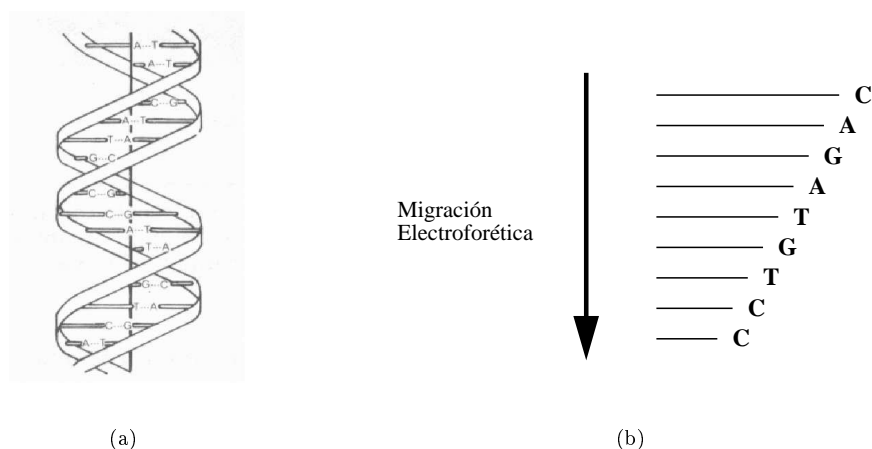 A···T
A···T
C···G
A···T
T···A
G···C
C···G
C···G
A···T
T···A
G···C
T···A
C···G
A···T
Migración
Electroforética
C
A
G
A
T
G
T
C
C
(a)
(b)